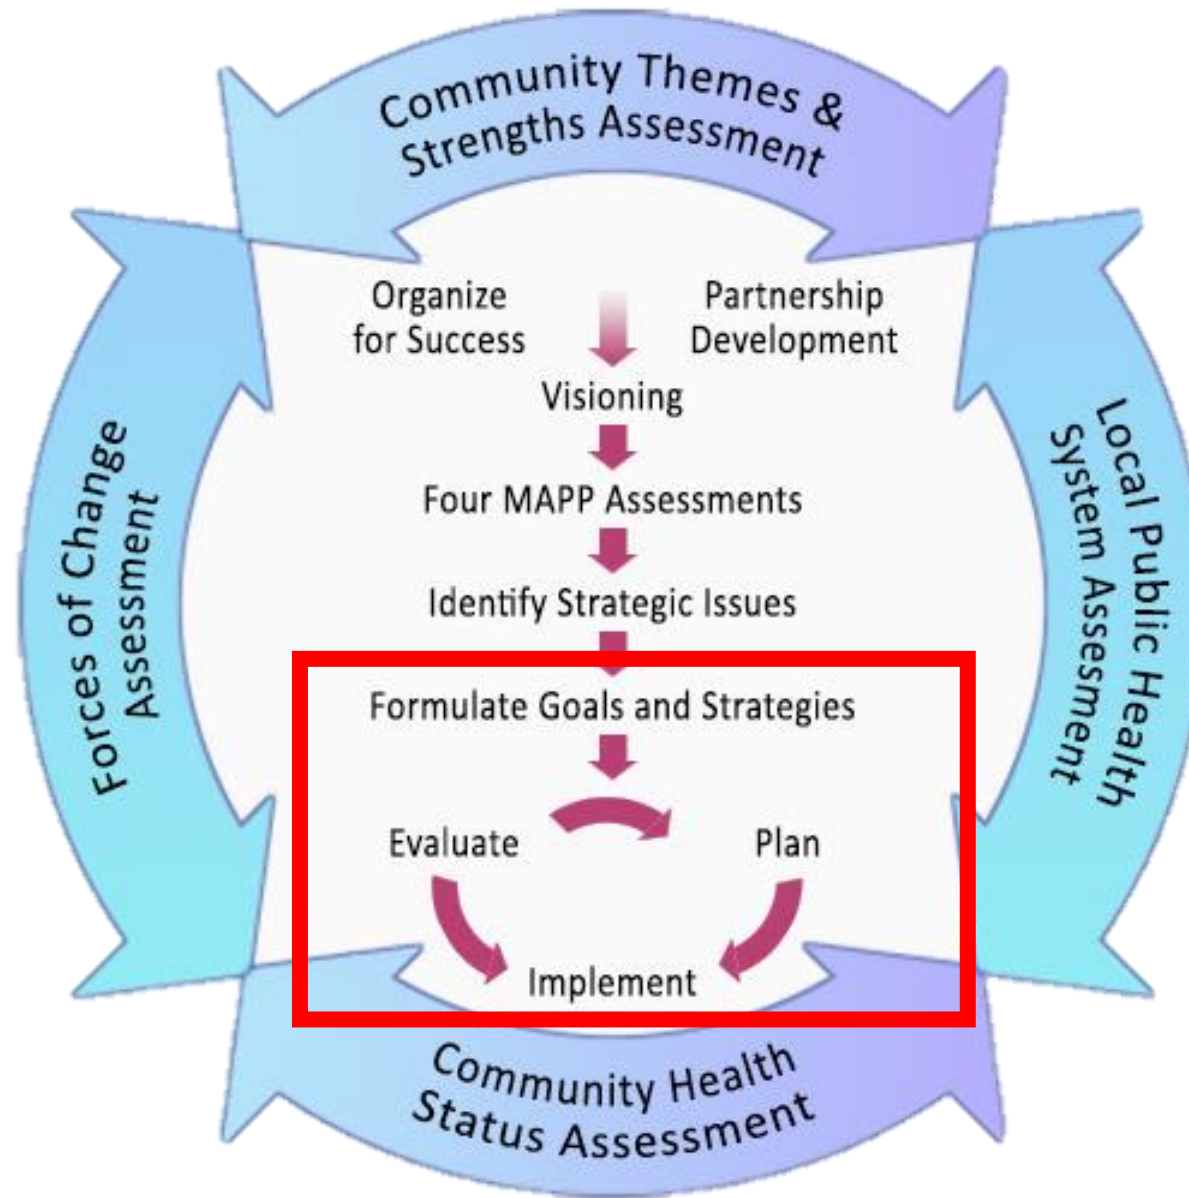 Community Themes &
Strengths Assessment
Organize
for Success
Partnership
Development
Visioning
Four MAPP Assessments
Identify Strategic Issues
Formulate Goals and Strategies
Evaluate
Plan
Implement
Forces of Change
Assessment
Local Public Health
System Assessment
Community Health
Status Assessment